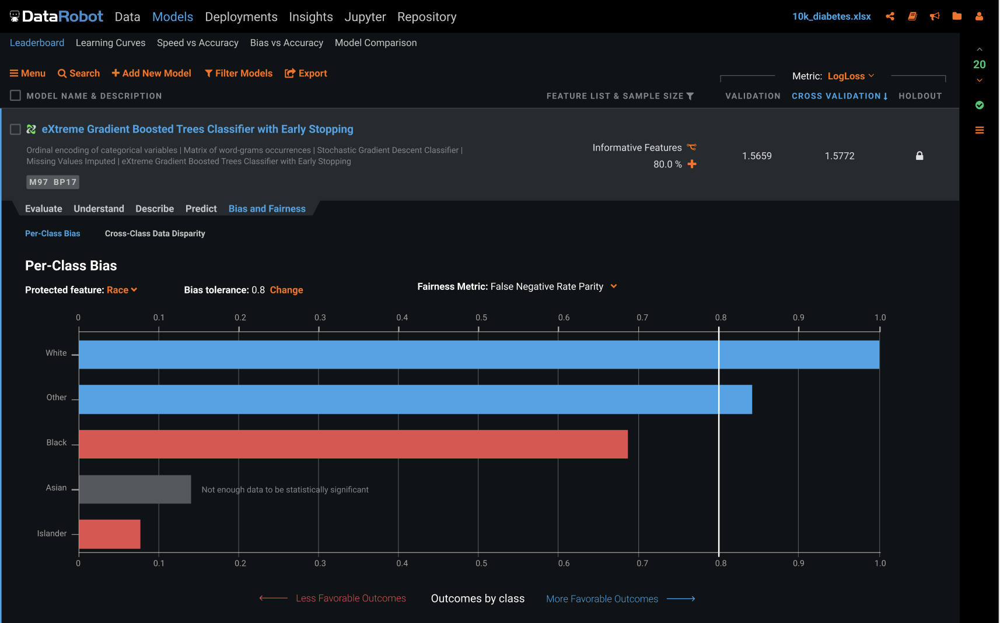 DataRobot Data Models Deployments Insights Jupyter Repository 10k_diabetes.xlsx
Leaderboard Learning Curves Speed vs Accuracy Bias vs Accuracy Model Comparison
20
Menu Search Add New Model Filter Models Export
Metric: LogLoss
MODEL NAME & DESCRIPTION FEATURE LIST & SAMPLE SIZE VALIDATION CROSS VALIDATION HOLDOUT
eXtreme Gradient Boosted Trees Classifier with Early Stopping
Ordinal encoding of categorical variables | Matrix of word-grams occurrences | Stochastic Gradient Descent Classifier |
Missing Values Imputed | eXtreme Gradient Boosted Trees Classifier with Early Stopping
M97 BP17
Informative Features
80.0 %
1.5659 1.5772
Evaluate Understand Describe Predict Bias and Fairness
Per-Class Bias Cross-Class Data Disparity
Per-Class Bias
Protected feature: Race Bias tolerance: 0.8 Change Fairness Metric: False Negative Rate Parity
0 0.1 0.2 0.3 0.4 0.5 0.6 0.7 0.8 0.9 1.0
White
Other
Black
Asian Not enough data to be statistically significant
Islander
0 0.1 0.2 0.3 0.4 0.5 0.6 0.7 0.8 0.9 1.0
Less Favorable Outcomes Outcomes by class More Favorable Outcomes